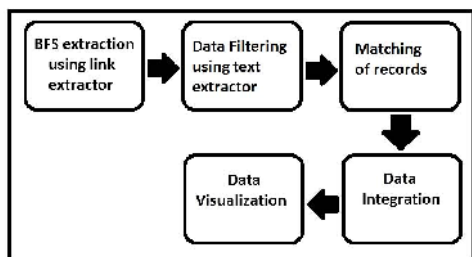 BFS extraction
using link
extractor
Data Filtering
using text
extractor
Matching
of records
Data
Integration
Data
Visualization